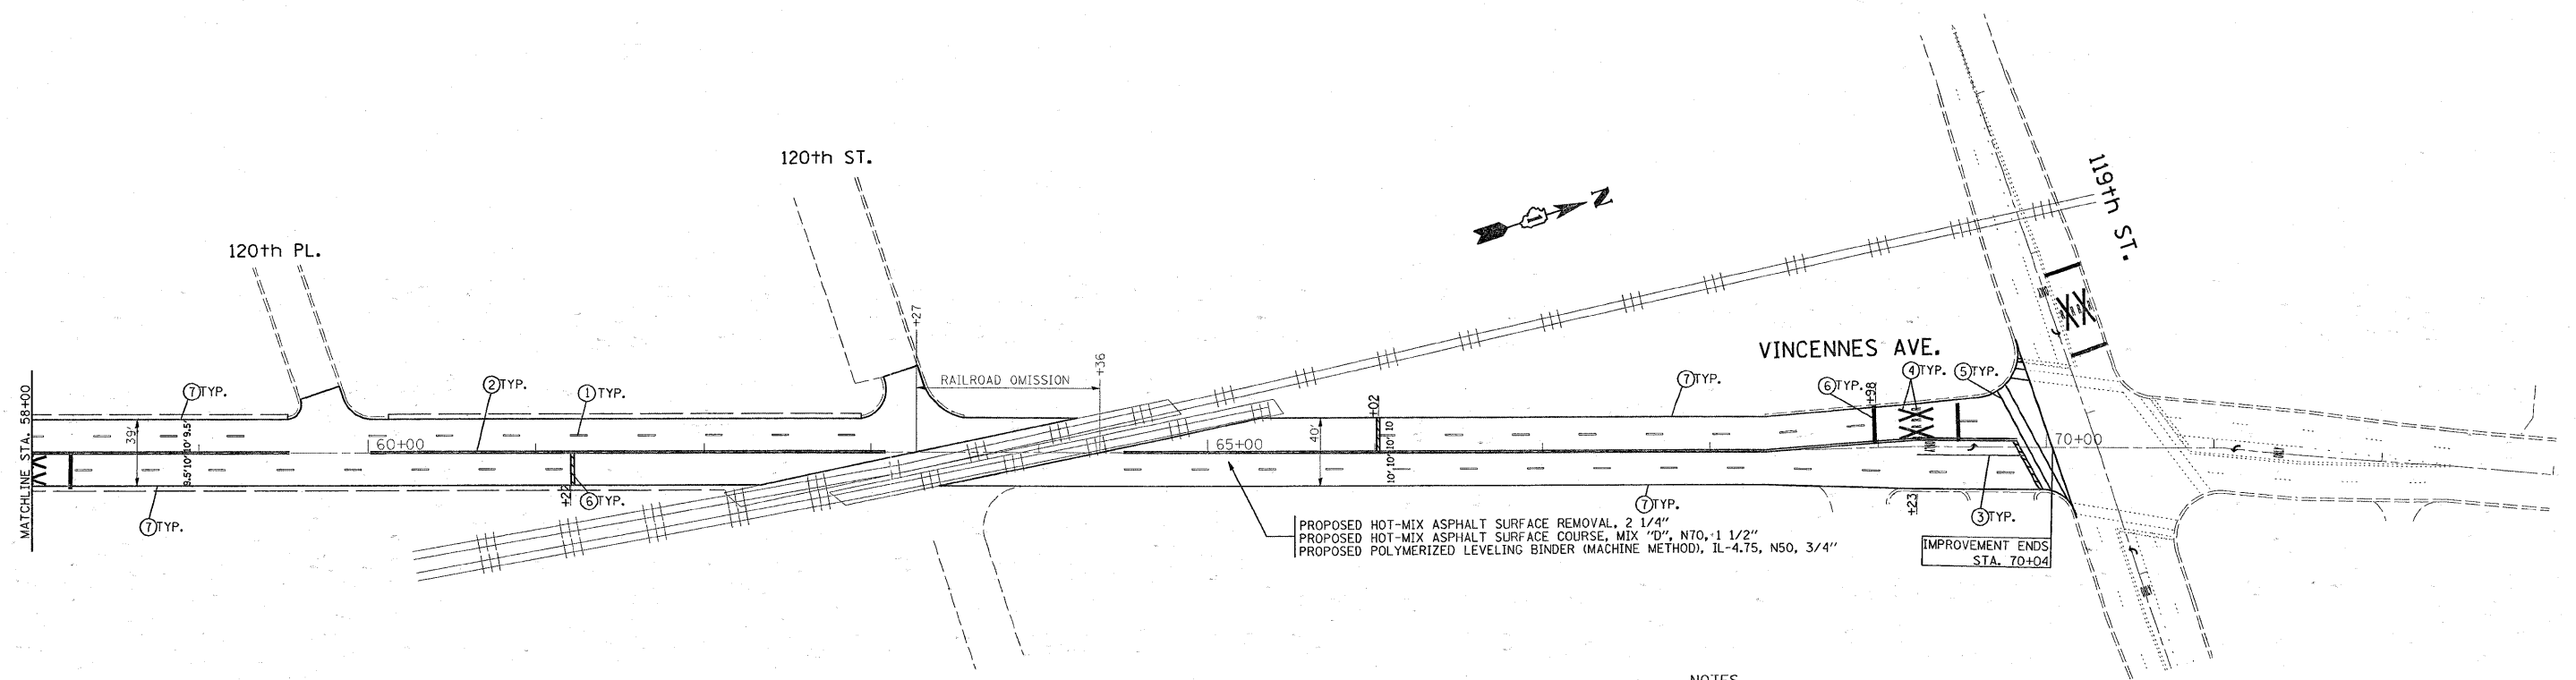 120th ST.
119th ST.
N
1
120th PL.
+27
RAILROAD OMISSION
+36
VINCENNES AVE.
MATCHLINE STA. 58+00
7 TYP.
2 TYP.
1 TYP.
7 TYP.
6 TYP.
+98
4 TYP.
5 TYP.
+02
39'
9.5' 10' 10' 9.5'
60+00
65+00
40'
10' 10' 10' 10'
70+00
7 TYP.
+22
6 TYP.
7 TYP.
+23
3 TYP.
PROPOSED HOT-MIX ASPHALT SURFACE REMOVAL, 2 1/4"
PROPOSED HOT-MIX ASPHALT SURFACE COURSE, MIX "D", N70, 1 1/2"
PROPOSED POLYMERIZED LEVELING BINDER (MACHINE METHOD), IL-4.75, N50, 3/4"
IMPROVEMENT ENDS
STA. 70+04
NOTES